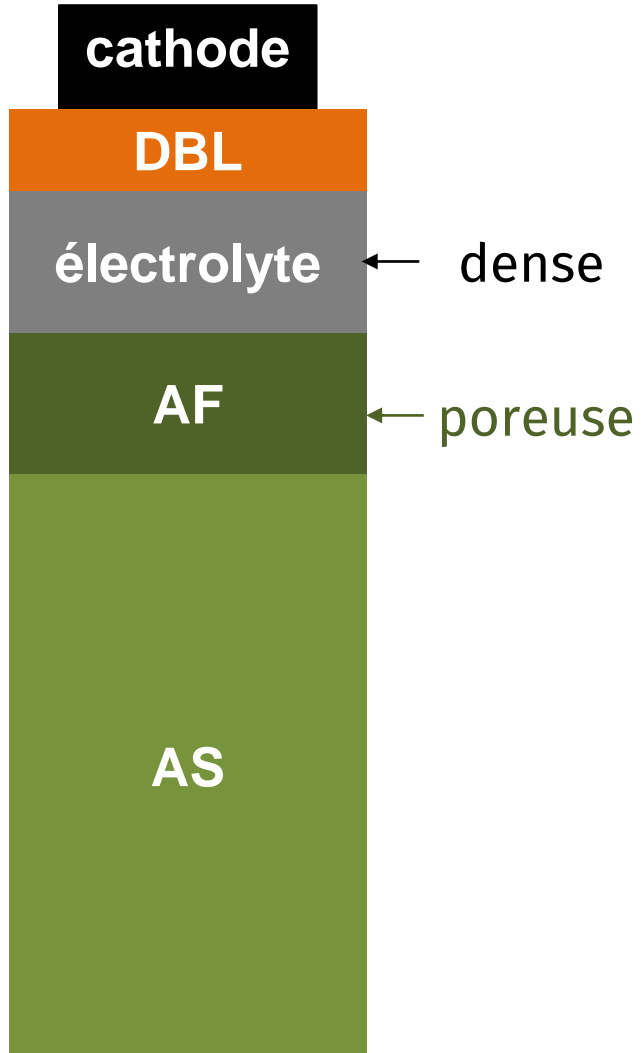 cathode
DBL
électrolyte
dense
AF
poreuse
AS